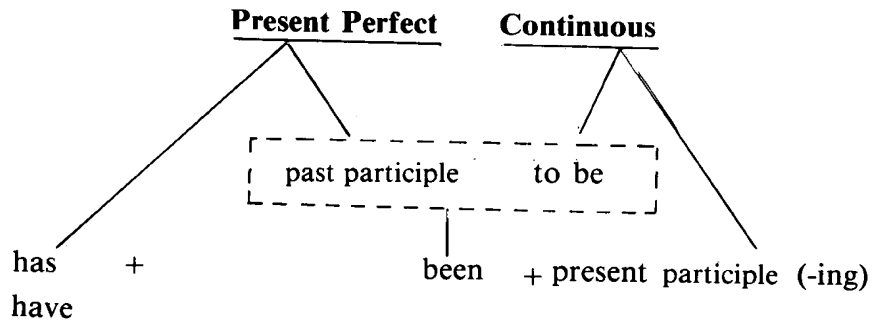 Present Perfect Continuous
past participle to be
has + been + present participle (-ing)
have